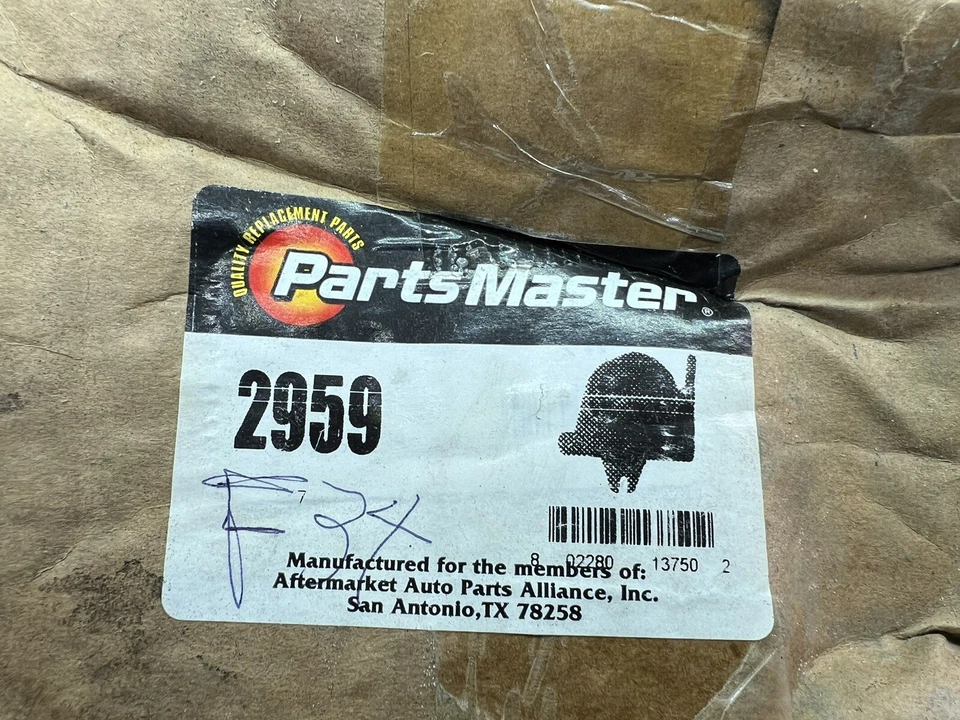 QUALITY REPLACEMENT PARTS
PartsMaster®
2959
7
8 02280 13750 2
Manufactured for the members of:
Aftermarket Auto Parts Alliance, Inc.
San Antonio,TX 78258